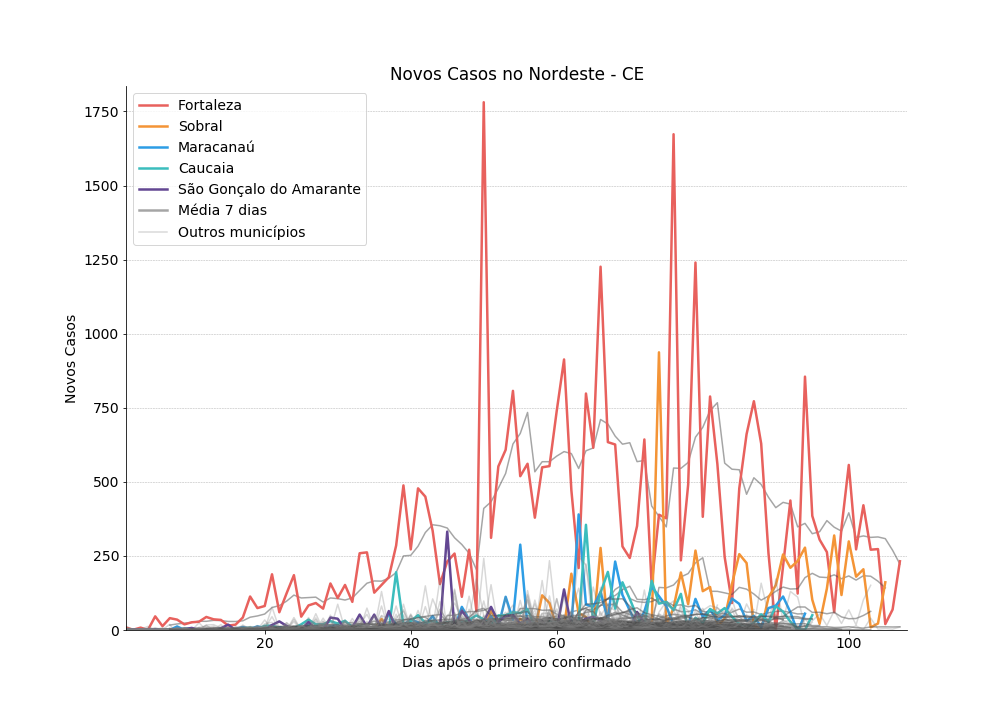 Novos Casos no Nordeste - CE
Fortaleza
Sobral
Maracanaú
Caucaia
São Gonçalo do Amarante
Média 7 dias
Outros municípios
Novos Casos
1750
1500
1250
1000
750
500
250
0
20
40
60
80
100
Dias após o primeiro confirmado